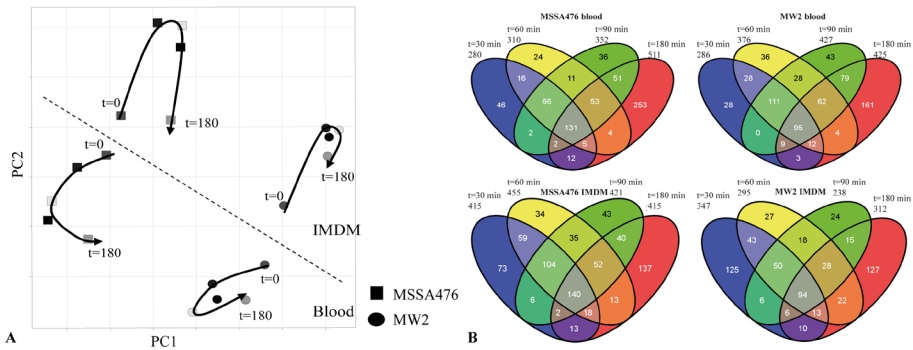 PC2
t=0
t=180
t=0
t=180
t=0
t=180
t=0
t=180
IMDM
Blood
MSSA476
MW2
A
PC1
B
MSSA476 blood
t=60 min
310
t=90 min
352
t=30 min
280
t=180 min
511
24
36
16
11
51
46
66
53
253
131
2
4
2
5
12
MW2 blood
t=60 min
376
t=90 min
427
t=30 min
286
t=180 min
425
36
43
28
28
79
28
111
62
161
95
0
4
9
12
3
MSSA476 IMDM
t=60 min
455
t=90 min
421
t=30 min
415
t=180 min
415
34
43
59
35
40
73
104
52
137
140
6
13
2
18
13
MW2 IMDM
t=60 min
295
t=90 min
238
t=30 min
347
t=180 min
312
27
24
43
18
15
125
50
28
127
94
6
22
6
13
10